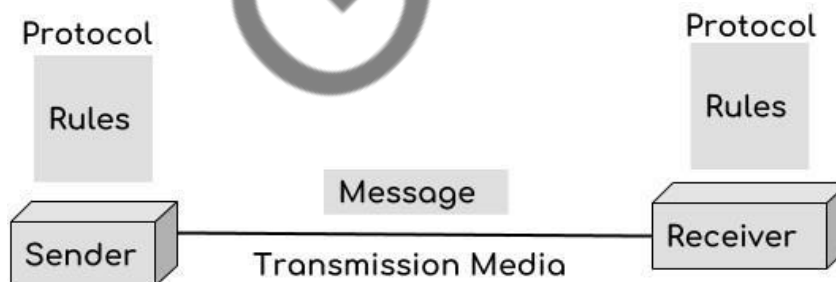 Protocol
Protocol
Rules
Rules
Message
Sender
Receiver
Transmission Media